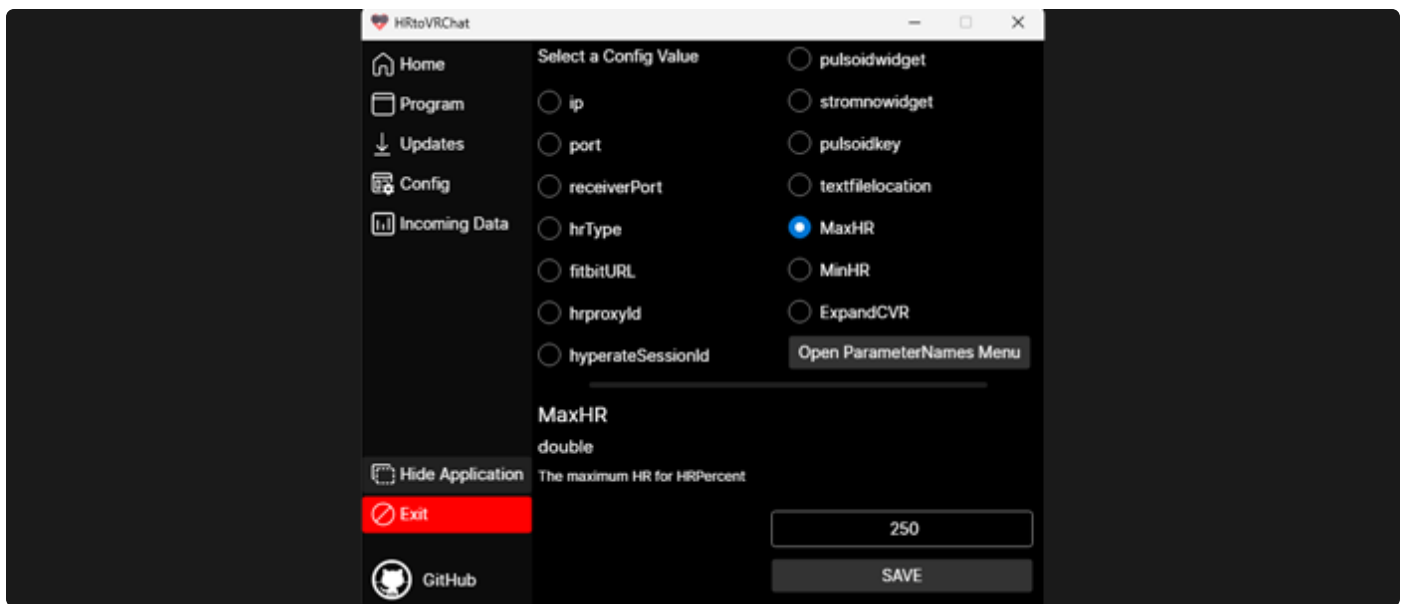 HRtoVRChat
Home
Program
Updates
Config
Incoming Data
Hide Application
Exit
GitHub
Select a Config Value
ip
port
receiverPort
hrType
fitbitURL
hrproxyId
hyperateSessionId
pulsoidwidget
stromnowidget
pulsoidkey
textfilelocation
MaxHR
MinHR
ExpandCVR
Open ParameterNames Menu
MaxHR
double
The maximum HR for HRPercent
250
SAVE